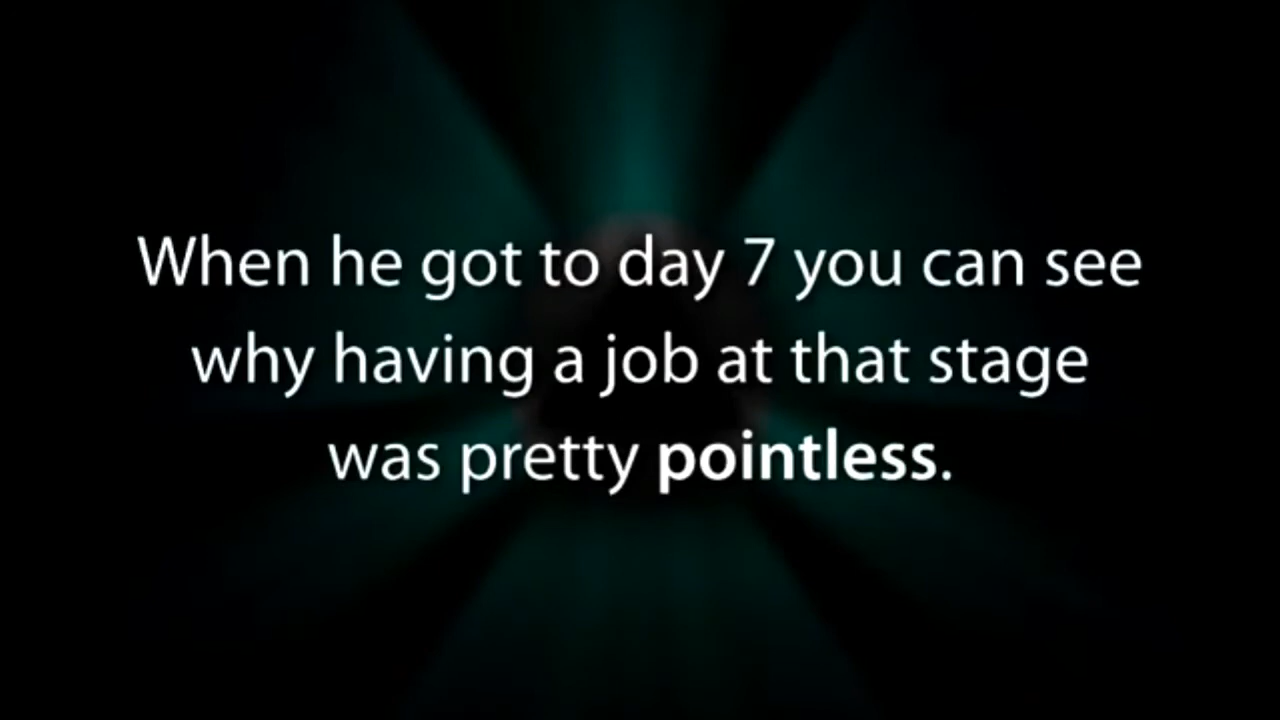 When he got to day 7 you can see
why having a job at that stage
was pretty pointless.